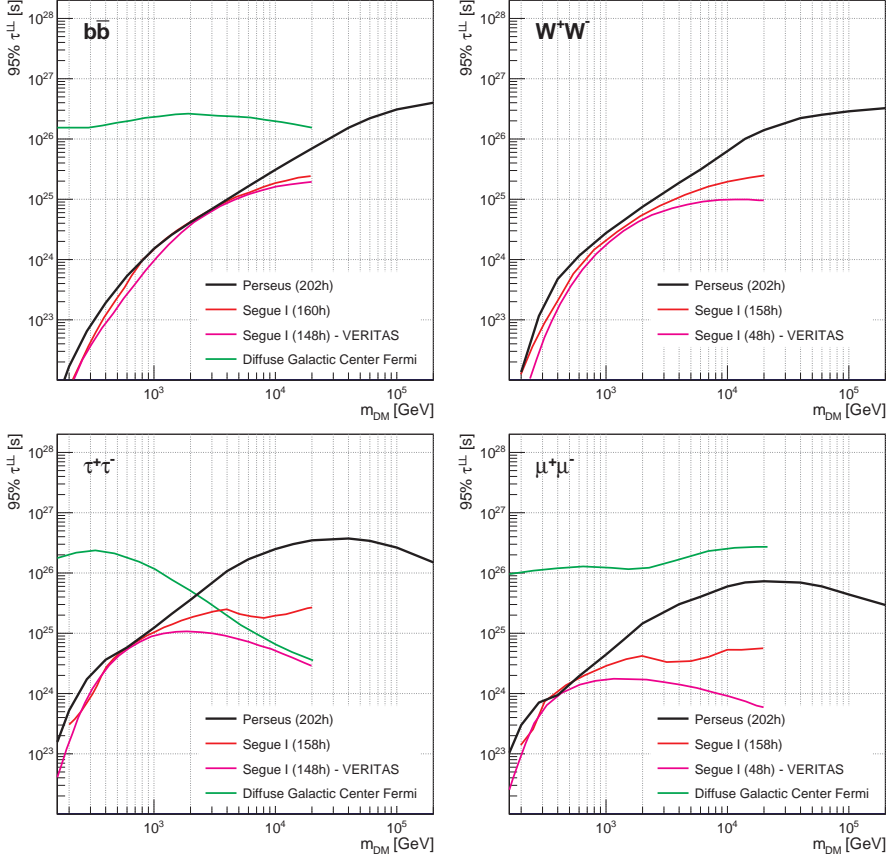 95% τ^LL [s]
bb̅
10^28
10^27
10^26
10^25
10^24
10^23
Perseus (202h)
Segue I (160h)
Segue I (148h) - VERITAS
Diffuse Galactic Center Fermi
10^3
10^4
10^5
m_DM [GeV]
95% τ^LL [s]
W^+W^-
10^28
10^27
10^26
10^25
10^24
10^23
Perseus (202h)
Segue I (158h)
Segue I (48h) - VERITAS
10^3
10^4
10^5
m_DM [GeV]
95% τ^LL [s]
τ^+τ^-
10^28
10^27
10^26
10^25
10^24
10^23
Perseus (202h)
Segue I (158h)
Segue I (148h) - VERITAS
Diffuse Galactic Center Fermi
10^3
10^4
10^5
m_DM [GeV]
95% τ^LL [s]
μ^+μ^-
10^28
10^27
10^26
10^25
10^24
10^23
Perseus (202h)
Segue I (158h)
Segue I (48h) - VERITAS
Diffuse Galactic Center Fermi
10^3
10^4
10^5
m_DM [GeV]